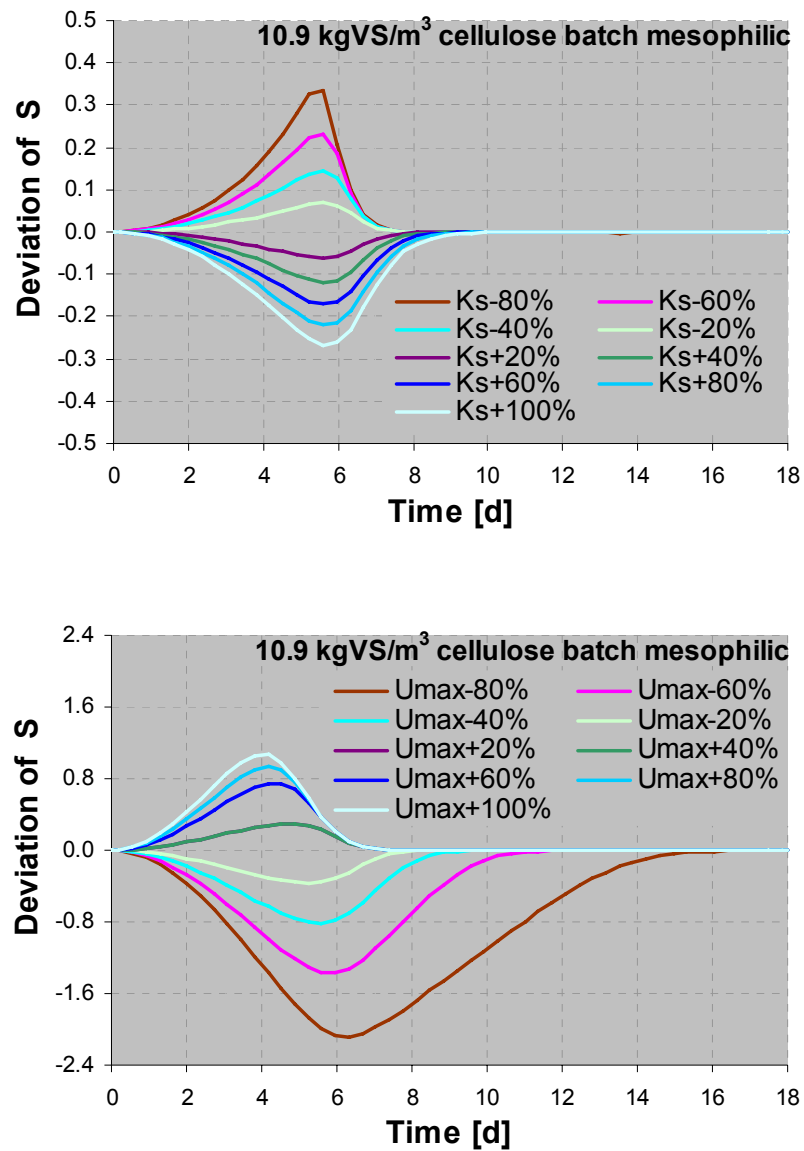 10.9 kgVS/m³ cellulose batch mesophilic
Deviation of S
0.5
0.4
0.3
0.2
0.1
0.0
-0.1
-0.2
-0.3
-0.4
-0.5
Ks-80% Ks-60%
Ks-40% Ks-20%
Ks+20% Ks+40%
Ks+60% Ks+80%
Ks+100%
0 2 4 6 8 10 12 14 16 18
Time [d]
10.9 kgVS/m³ cellulose batch mesophilic
Deviation of S
2.4
1.6
0.8
0.0
-0.8
-1.6
-2.4
Umax-80% Umax-60%
Umax-40% Umax-20%
Umax+20% Umax+40%
Umax+60% Umax+80%
Umax+100%
0 2 4 6 8 10 12 14 16 18
Time [d]